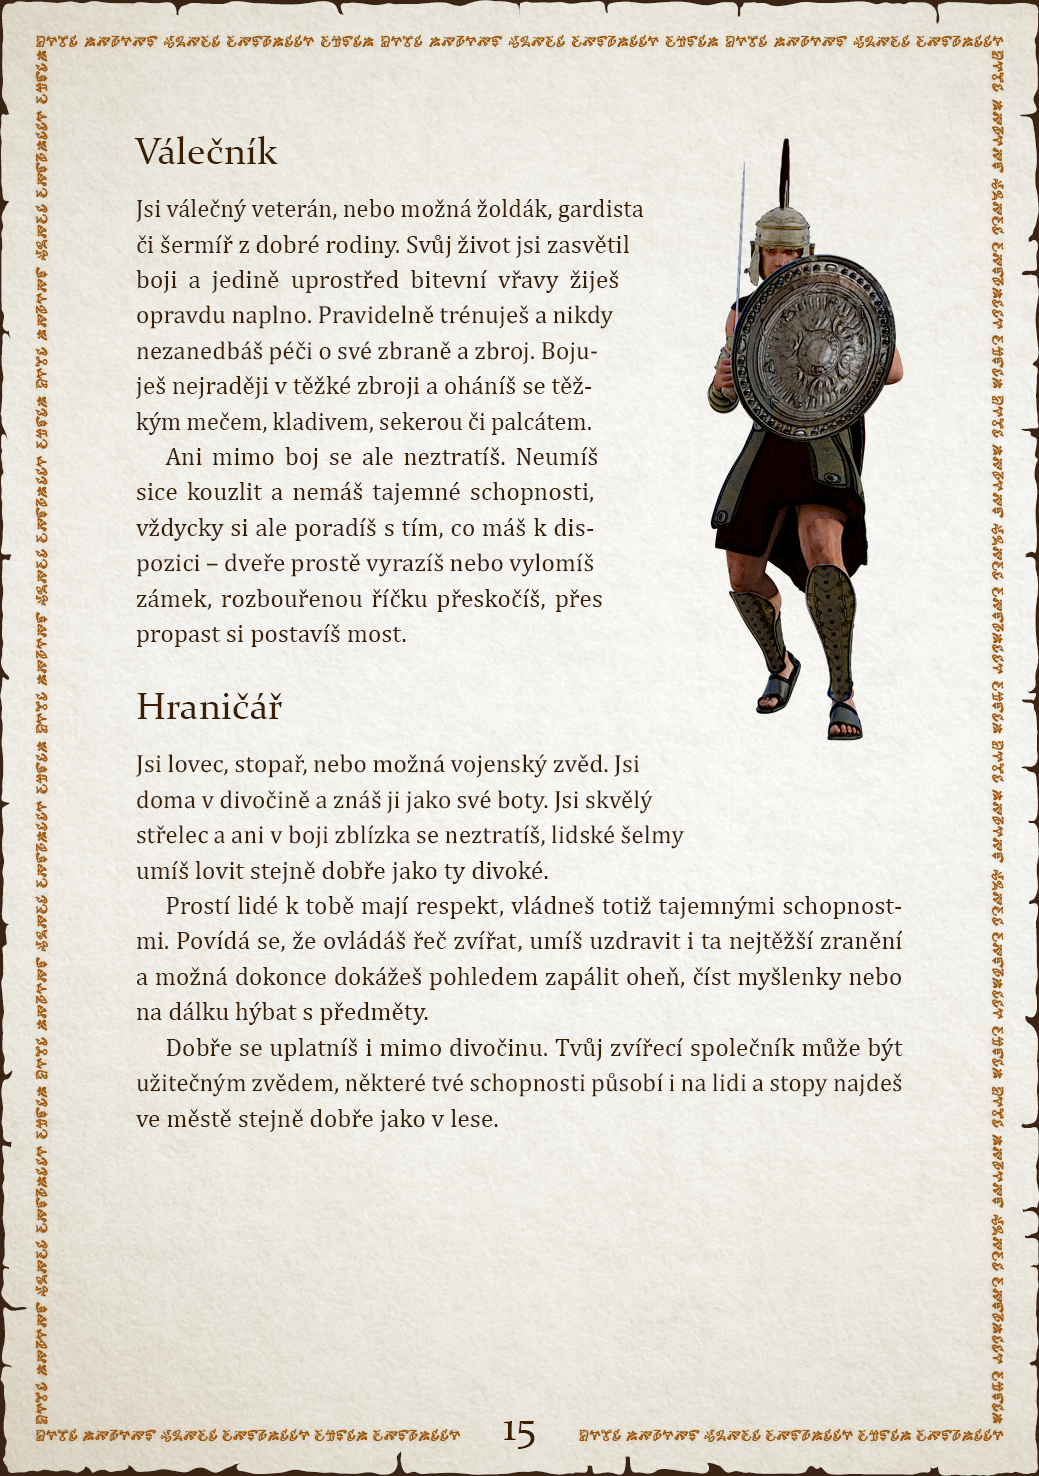 Válečník
Jsi válečný veterán, nebo možná žoldák, gardista
či šermíř z dobré rodiny. Svůj život jsi zasvětil
boji a jedině uprostřed bitevní vřavy žiješ
opravdu naplno. Pravidelně trénuješ a nikdy
nezanedbáš péči o své zbraně a zbroj. Boju-
ješ nejraději v těžké zbroji a oháníš se těž-
kým mečem, kladivem, sekerou či palcátem.
Ani mimo boj se ale neztratíš. Neumíš
sice kouzlit a nemáš tajemné schopnosti,
vždycky si ale poradíš s tím, co máš k dis-
pozici – dveře prostě vyrazíš nebo vylomíš
zámek, rozbouřenou říčku přeskočíš, přes
propast si postavíš most.
Hraničář
Jsi lovec, stopař, nebo možná vojenský zvěd. Jsi
doma v divočině a znáš ji jako své boty. Jsi skvělý
střelec a ani v boji zblízka se neztratíš, lidské šelmy
umíš lovit stejně dobře jako ty divoké.
Prostí lidé k tobě mají respekt, vládneš totiž tajemnými schopnost-
mi. Povídá se, že ovládáš řeč zvířat, umíš uzdravit i ta nejtěžší zranění
a možná dokonce dokážeš pohledem zapálit oheň, číst myšlenky nebo
na dálku hýbat s předměty.
Dobře se uplatníš i mimo divočinu. Tvůj zvířecí společník může být
užitečným zvědem, některé tvé schopnosti působí i na lidi a stopy najdeš
ve městě stejně dobře jako v lese.
15